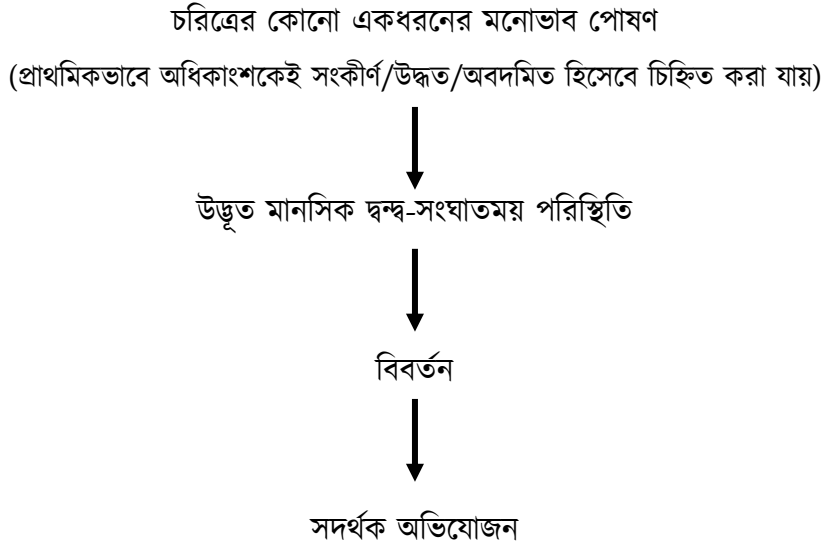 চরিত্রের কোনো একধরনের মনোভাব পোষণ
(প্রাথমিকভাবে অধিকাংশকেই সংকীর্ণ/উদ্ধত/অবদমিত হিসেবে চিহ্নিত করা যায়)
উদ্ভূত মানসিক দ্বন্দ্ব-সংঘাতময় পরিস্থিতি
বিবর্তন
সদর্থক অভিযোজন